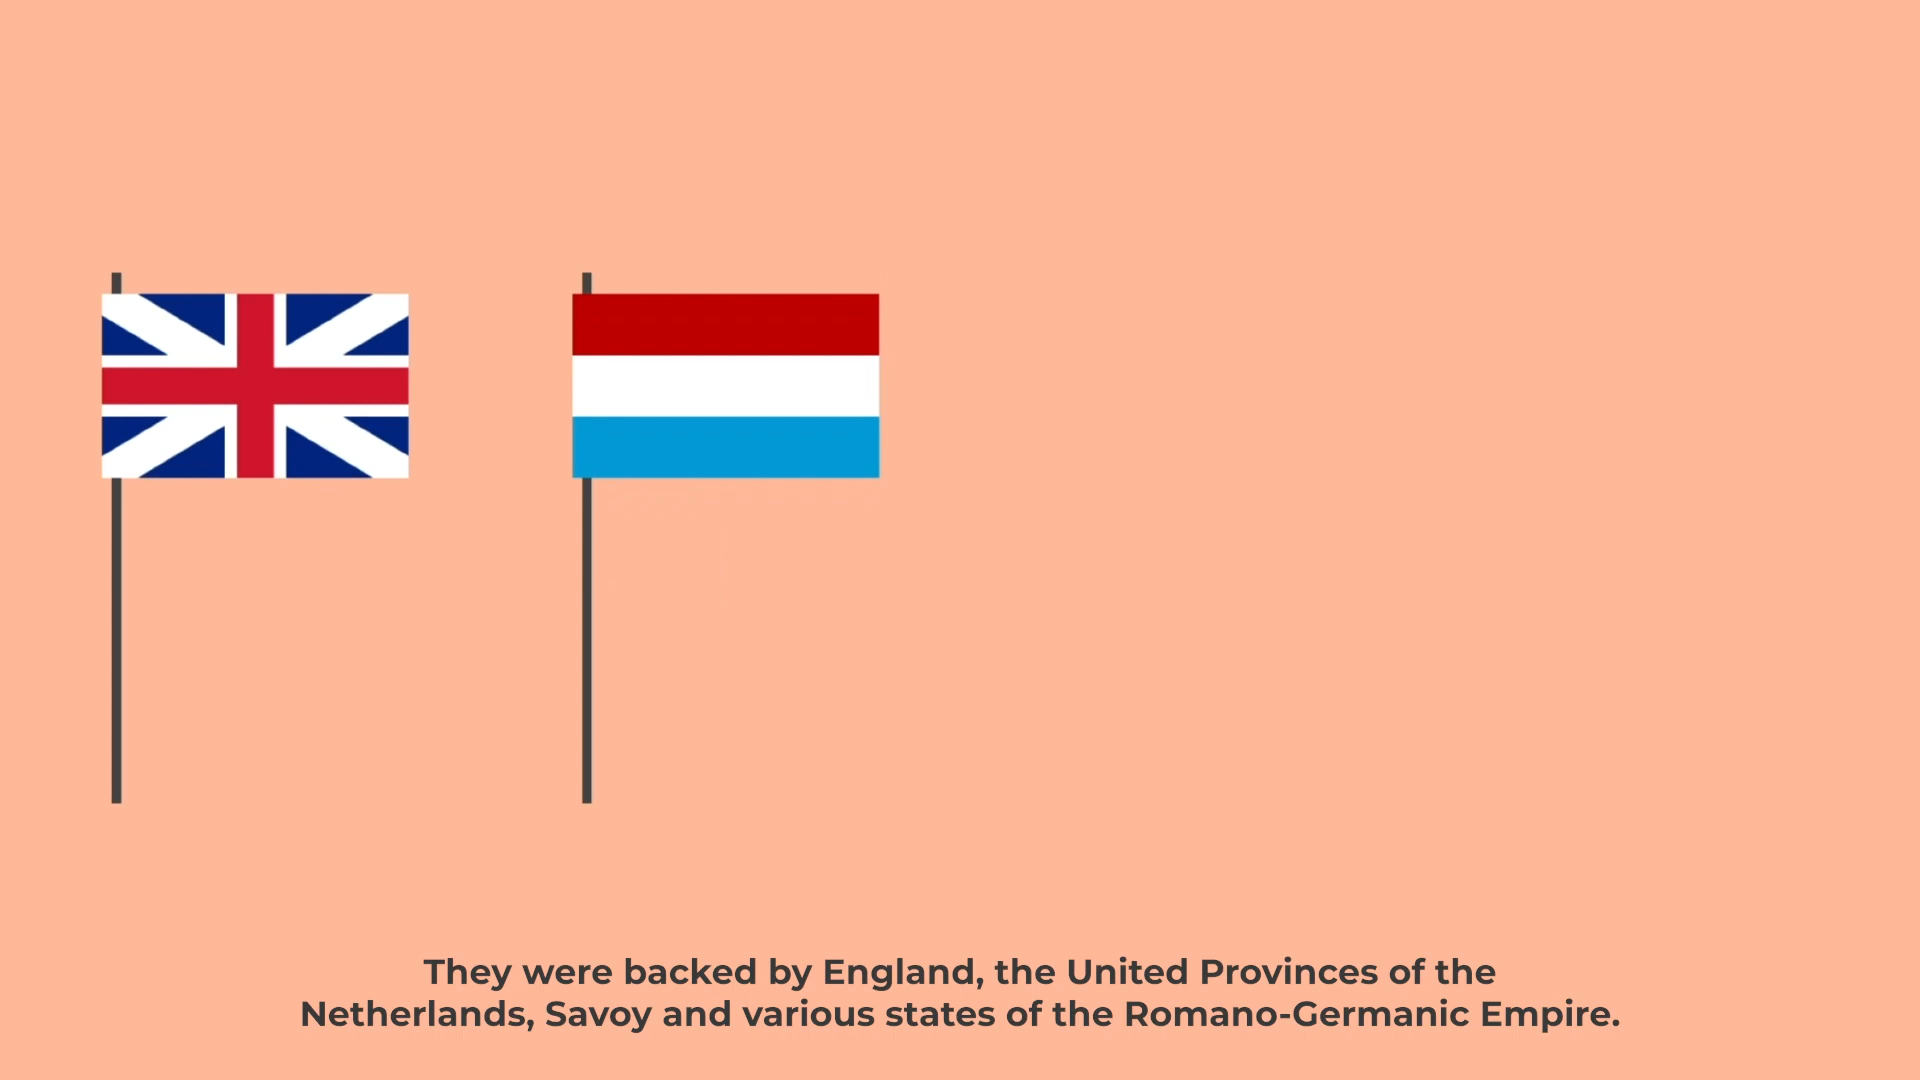 They were backed by England, the United Provinces of the
Netherlands, Savoy and various states of the Romano-Germanic Empire.